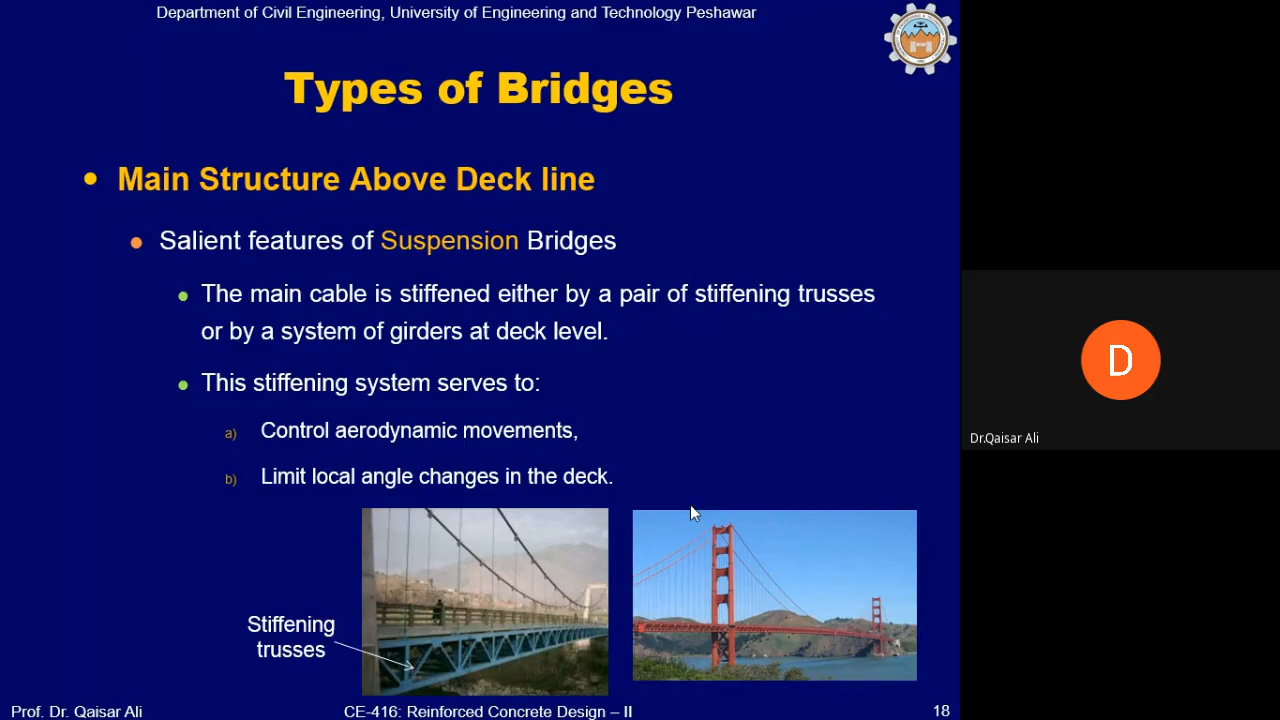 Department of Civil Engineering, University of Engineering and Technology Peshawar
Types of Bridges
Main Structure Above Deck line
Salient features of Suspension Bridges
The main cable is stiffened either by a pair of stiffening trusses
or by a system of girders at deck level.
This stiffening system serves to:
a) Control aerodynamic movements,
b) Limit local angle changes in the deck.
Stiffening
trusses
Prof. Dr. Qaisar Ali
CE-416: Reinforced Concrete Design – II
18
D
Dr.Qaisar Ali